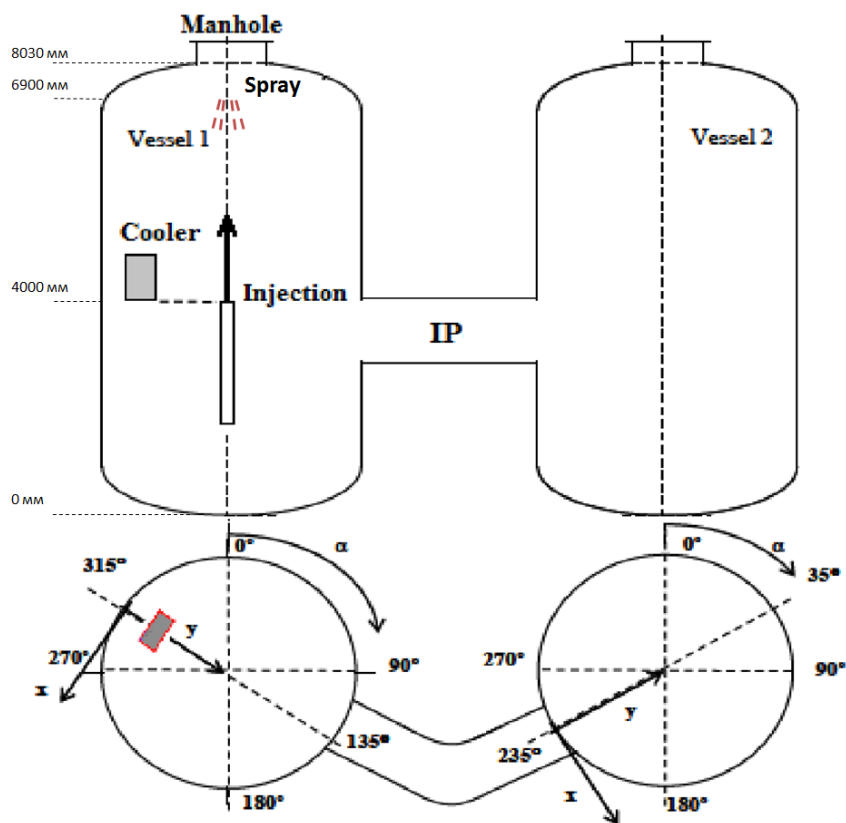 Manhole
8030 мм
6900 мм
Spray
Vessel 1
Vessel 2
Cooler
4000 мм
Injection
IP
0 мм
0°
α
0°
α
315°
35°
y
270°
90°
270°
90°
x
y
135°
235°
180°
x
180°